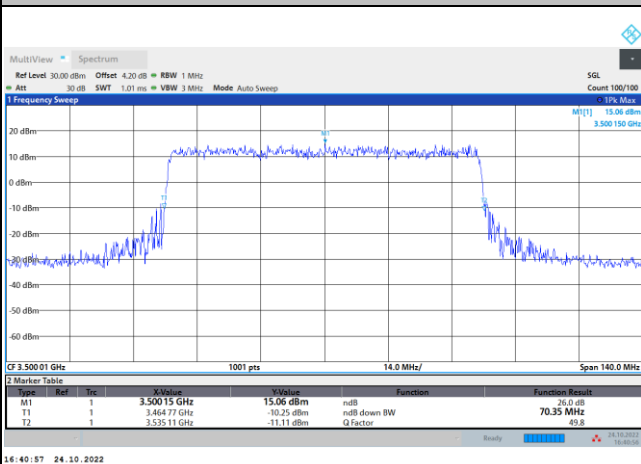 MultiView Spectrum
Ref Level 30.00 dBm Offset 4.20 dB RBW 1 MHz SGL
Att 30 dB SWT 1.01 ms VBW 3 MHz Mode Auto Sweep Count 100/100
1 Frequency Sweep 1Pk Max
M1[1] 15.06 dBm
3.500 150 GHz
20 dBm
M1
10 dBm
0 dBm
T1
-10 dBm
-20 dBm
-30 dBm
-50 dBm
-40 dBm
-60 dBm
CF 3.500 01 GHz 1001 pts 14.0 MHz/ Span 140.0 MHz
2 Marker Table
Type Ref Trc X-Value Y-Value Function Function Result
M1 1 3.500 15 GHz 15.06 dBm ndB 26.0 dB
T1 1 3.464 77 GHz -10.25 dBm ndB down BW 70.35 MHz
T2 1 3.535 11 GHz -11.11 dBm Q Factor 49.8
Ready 24.10.2022
16:40:56
16:40:57 24.10.2022